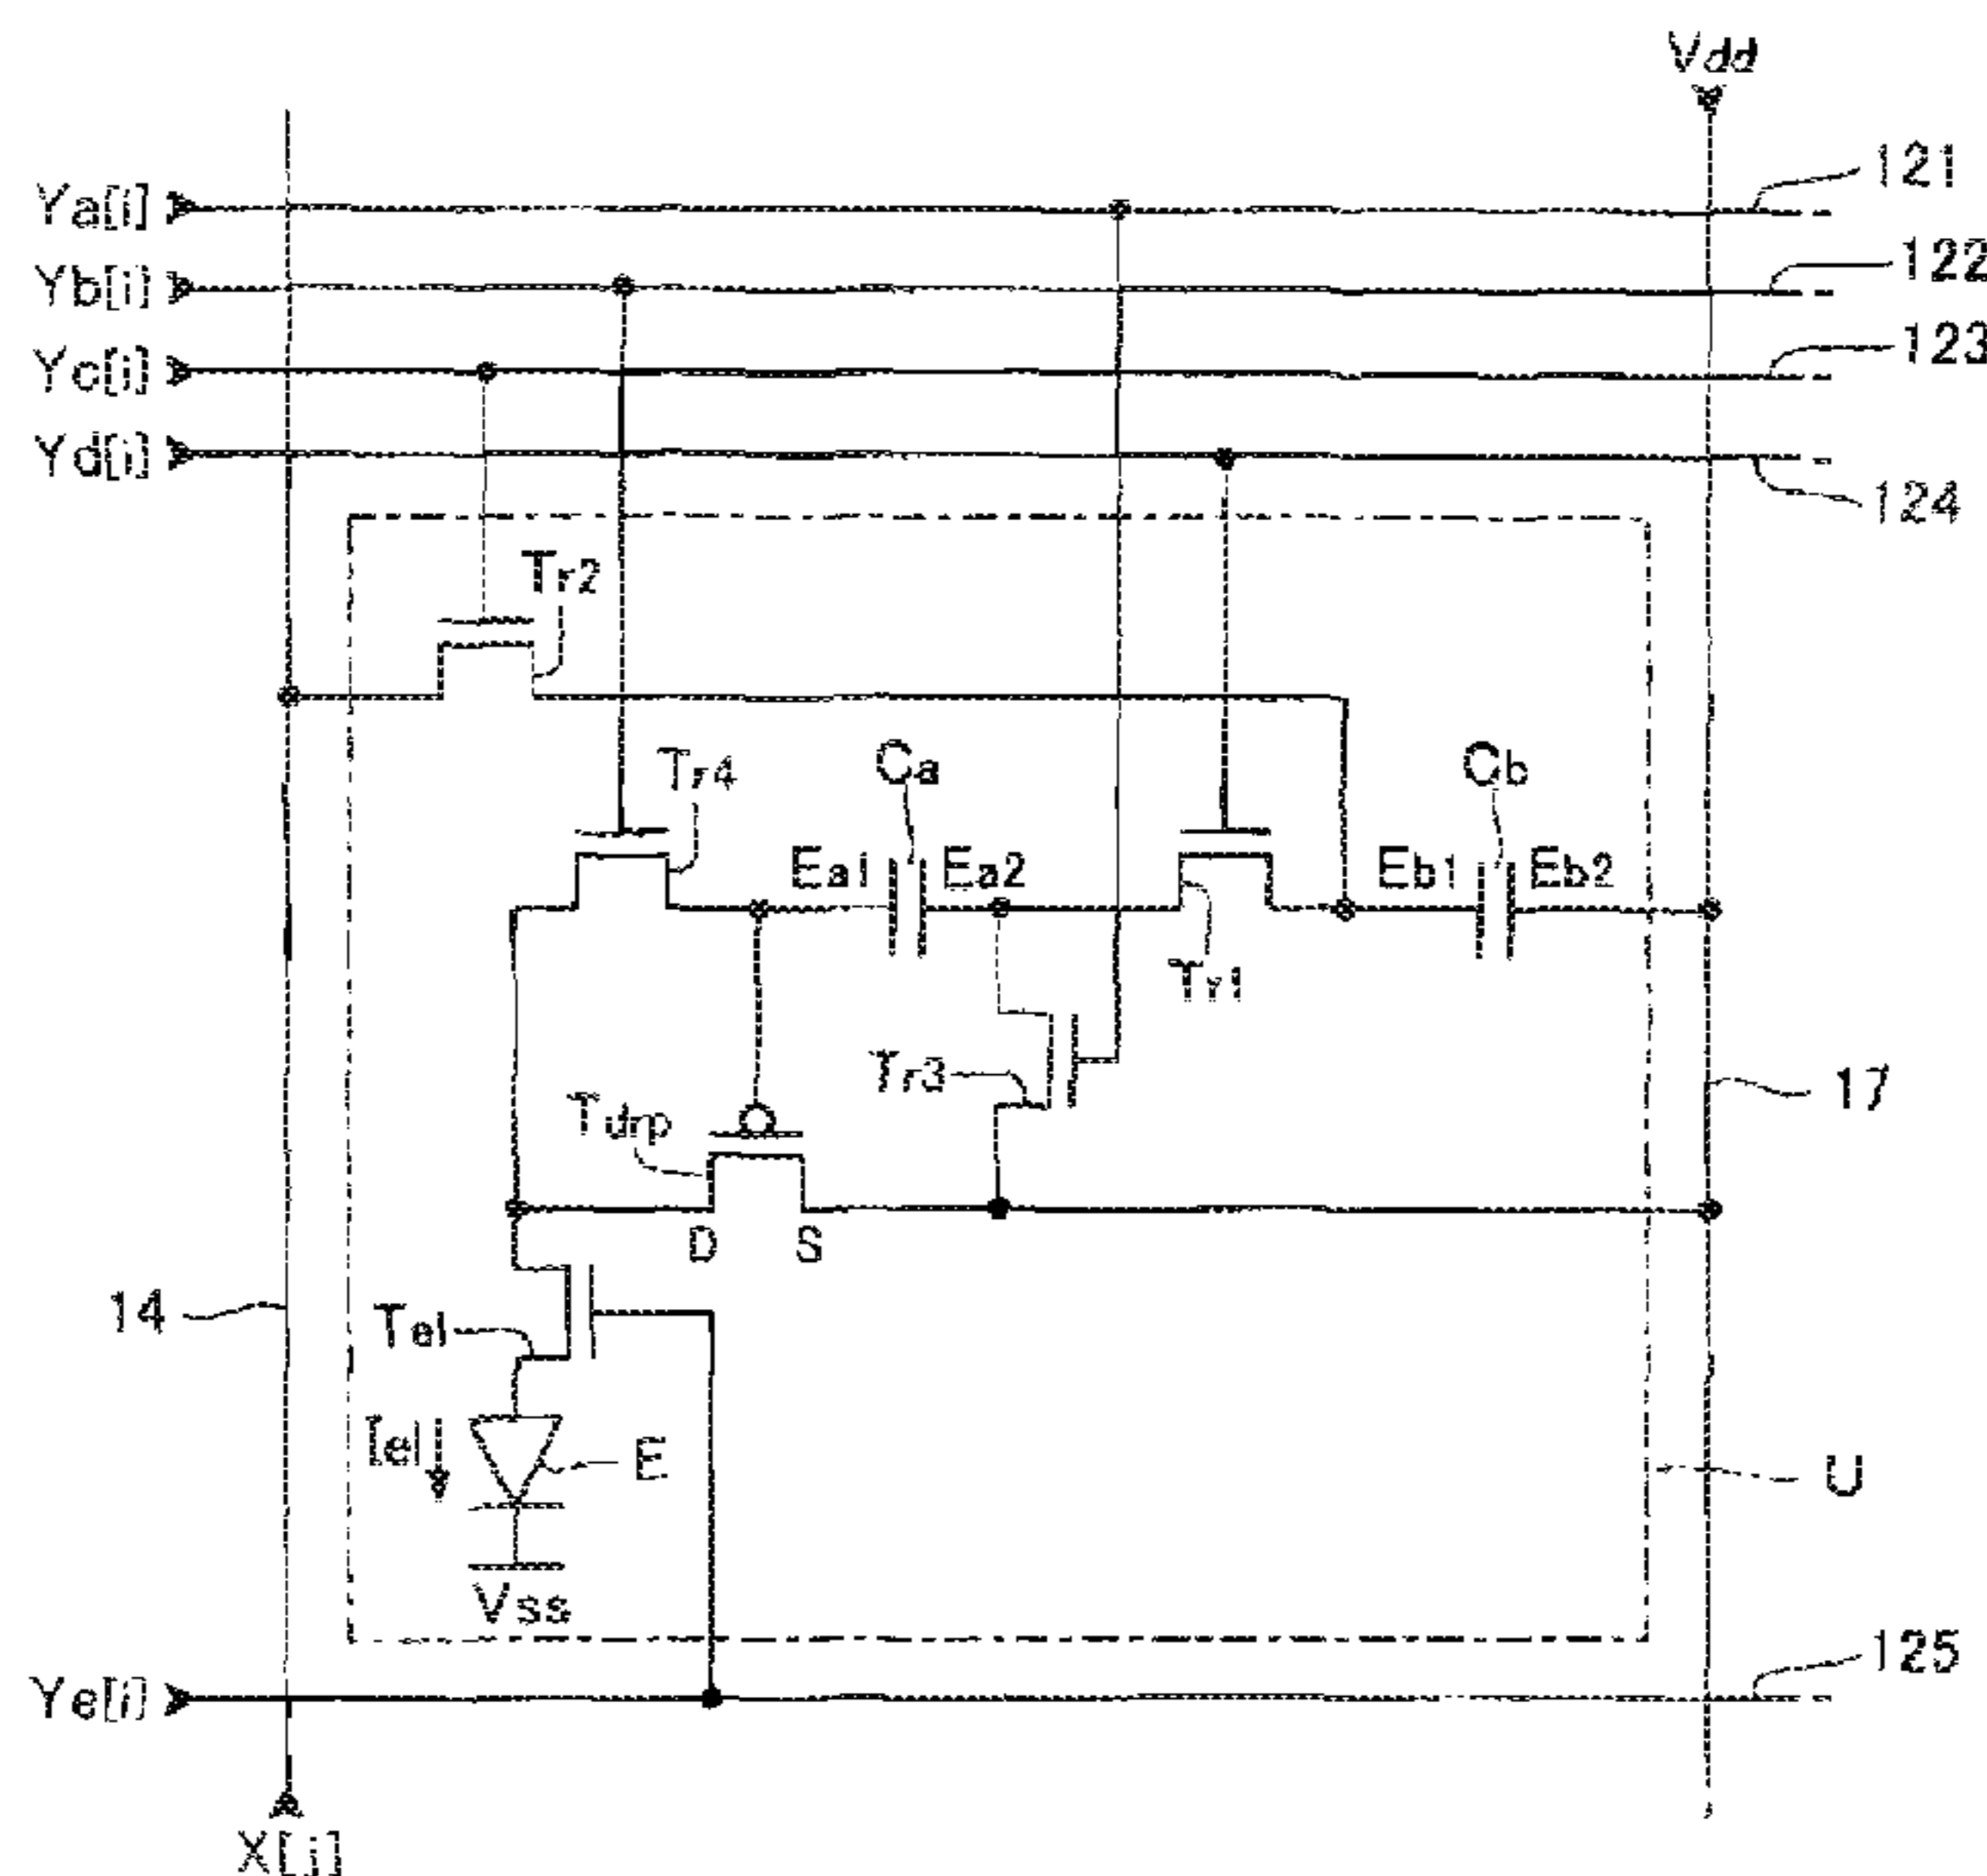 Vdd
121
Ya[i]
122
Yb[i]
123
Yc[i]
Yd[i]
124
Tr2
Tr4
Ca
Cb
Ea1
Ea2
Eb1
Eb2
Tr1
Tr3
17
Tdrp
D
S
14
Tel
Iel
E
U
Vss
125
Ye[i]
X[j]